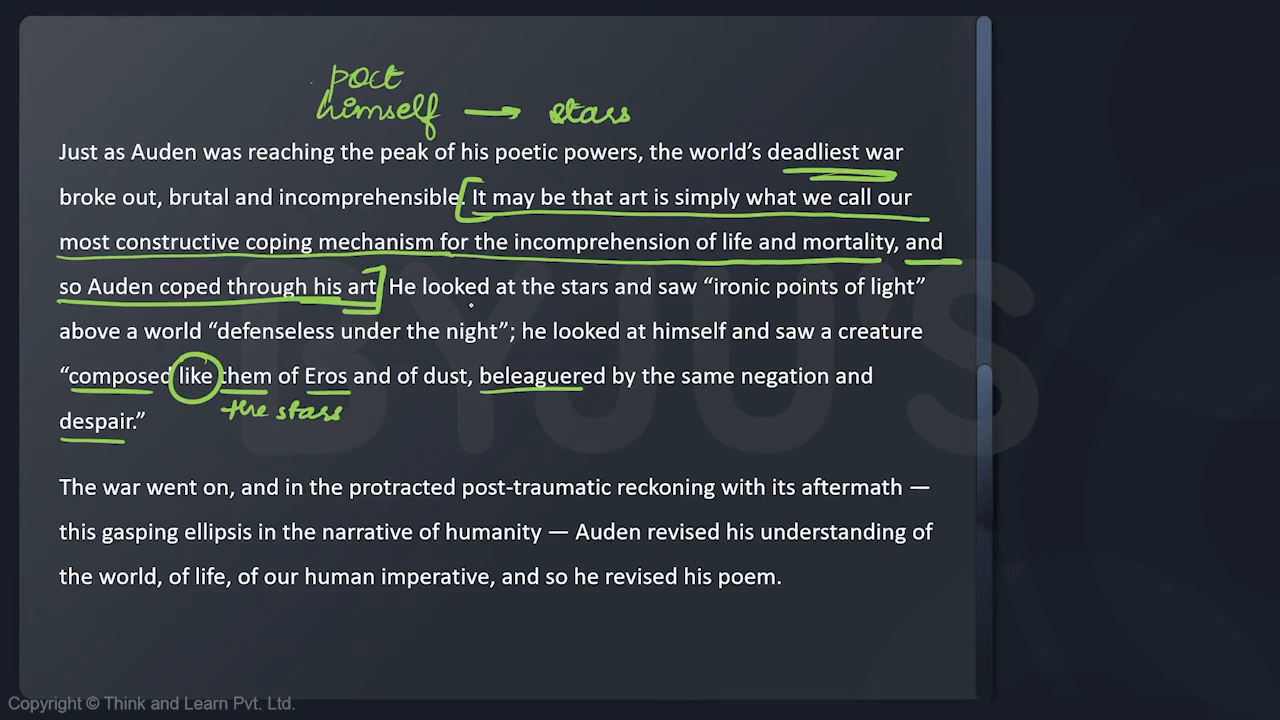 poet
himself → stars
Just as Auden was reaching the peak of his poetic powers, the world's deadliest war
broke out, brutal and incomprehensible. [It may be that art is simply what we call our
most constructive coping mechanism for the incomprehension of life and mortality, and
so Auden coped through his art] He looked at the stars and saw “ironic points of light”
above a world “defenseless under the night”; he looked at himself and saw a creature
“composed like them of Eros and of dust, beleaguered by the same negation and
the stars
despair.”
The war went on, and in the protracted post-traumatic reckoning with its aftermath —
this gasping ellipsis in the narrative of humanity — Auden revised his understanding of
the world, of life, of our human imperative, and so he revised his poem.
BYJU'S
Copyright © Think and Learn Pvt. Ltd.